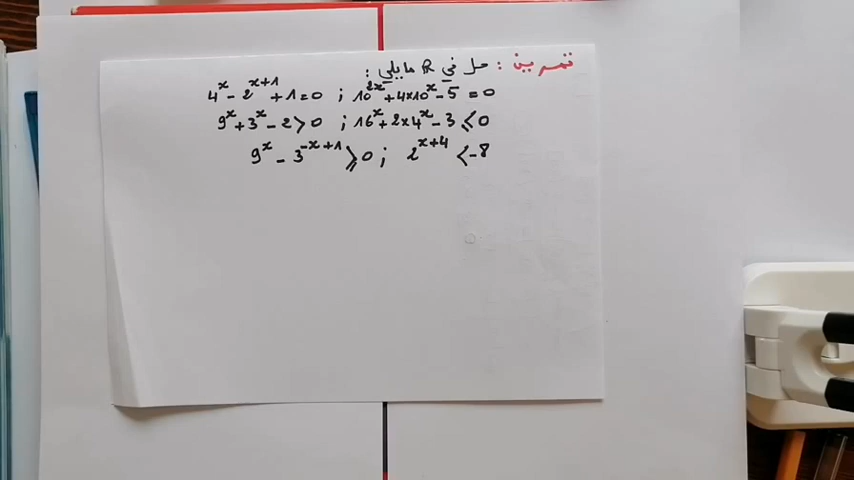 تمرين : حل في R مايلي :
4^x - 2^{x+1} + 1 = 0 ; 10^{2x} + 4×10^x - 5 = 0
9^x + 3^x - 2 > 0 ; 16^x + 2×4^x - 3 ⩽ 0
9^x - 3^{-x+1} ⩾ 0 ; 2^{x+4} < -8